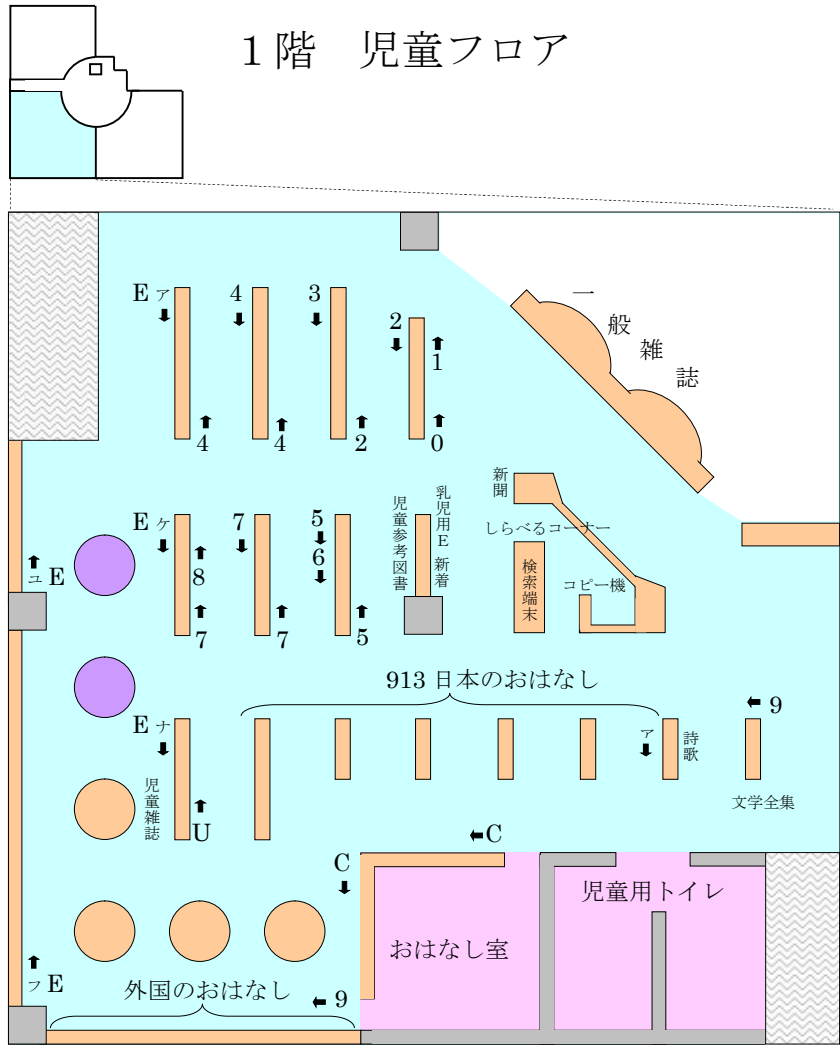 1階 児童フロア
一般雑誌
E ア
4
3
2
1
4
4
2
0
新聞
しらべるコーナー
検索端末
コピー機
児童参考図書
乳児用E 新着
E ケ
7
5
6
8
7
7
5
ユ E
913 日本のおはなし
9
E ナ
ア
詩歌
文学全集
児童雑誌
U
C
C
児童用トイレ
おはなし室
フ E
外国のおはなし
9